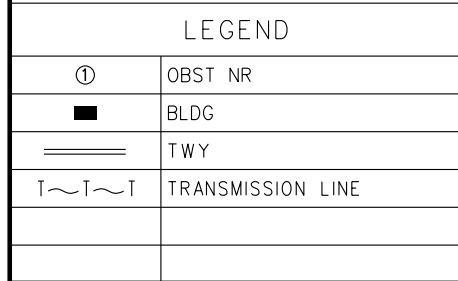 LEGEND
① OBST NR
BLDG
TWY
T~T~T TRANSMISSION LINE